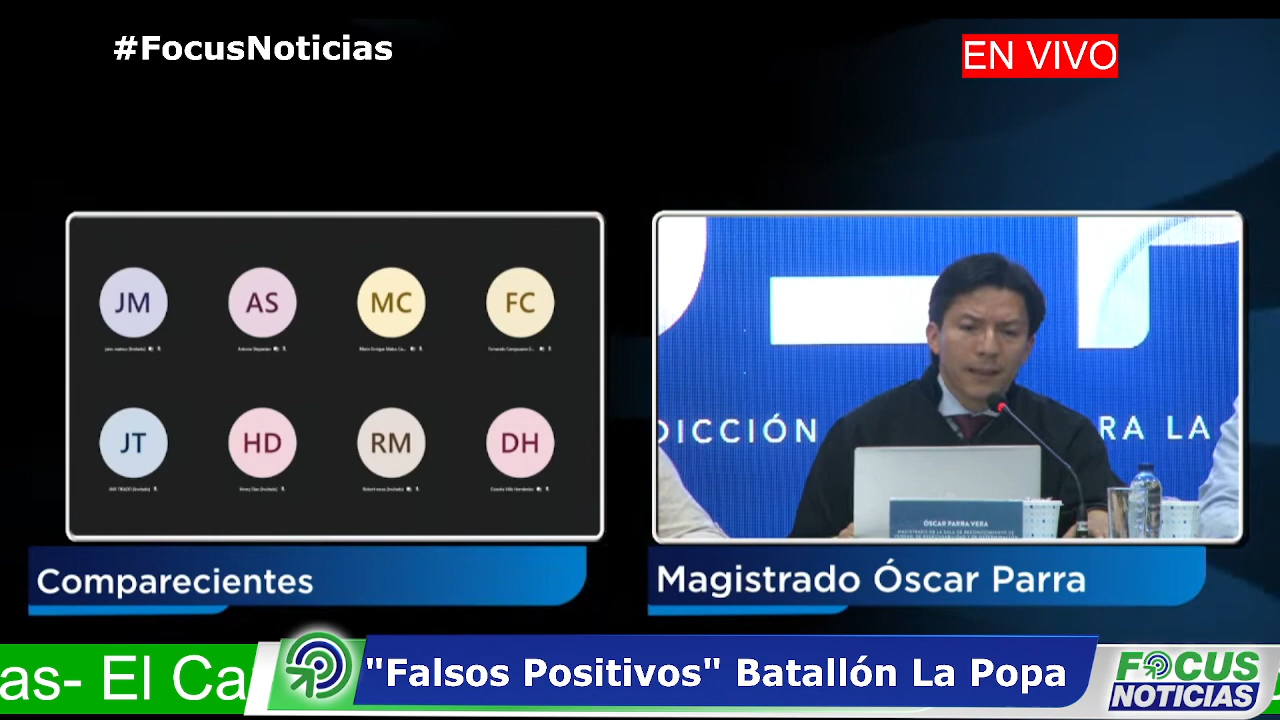 #FocusNoticias
EN VIVO
JM
AS
MC
FC
JT
HD
RM
DH
DICCIÓN
RA LA
ÓSCAR PARRA VERA
Comparecientes
Magistrado Óscar Parra
as- El Ca
"Falsos Positivos" Batallón La Popa
FOCUS
NOTICIAS